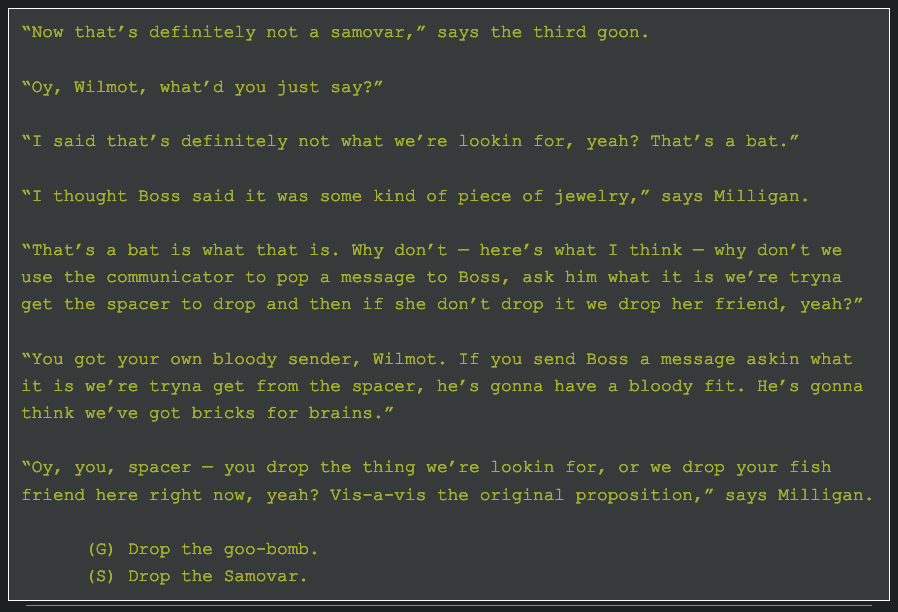 “Now that’s definitely not a samovar,” says the third goon.
“Oy, Wilmot, what’d you just say?”
“I said that’s definitely not what we’re lookin for, yeah? That’s a bat.”
“I thought Boss said it was some kind of piece of jewelry,” says Milligan.
“That’s a bat is what that is. Why don’t — here’s what I think — why don’t we
use the communicator to pop a message to Boss, ask him what it is we’re tryna
get the spacer to drop and then if she don’t drop it we drop her friend, yeah?”
“You got your own bloody sender, Wilmot. If you send Boss a message askin what
it is we’re tryna get from the spacer, he’s gonna have a bloody fit. He’s gonna
think we’ve got bricks for brains.”
“Oy, you, spacer — you drop the thing we’re lookin for, or we drop your fish
friend here right now, yeah? Vis-a-vis the original proposition,” says Milligan.
(G) Drop the goo-bomb.
(S) Drop the Samovar.